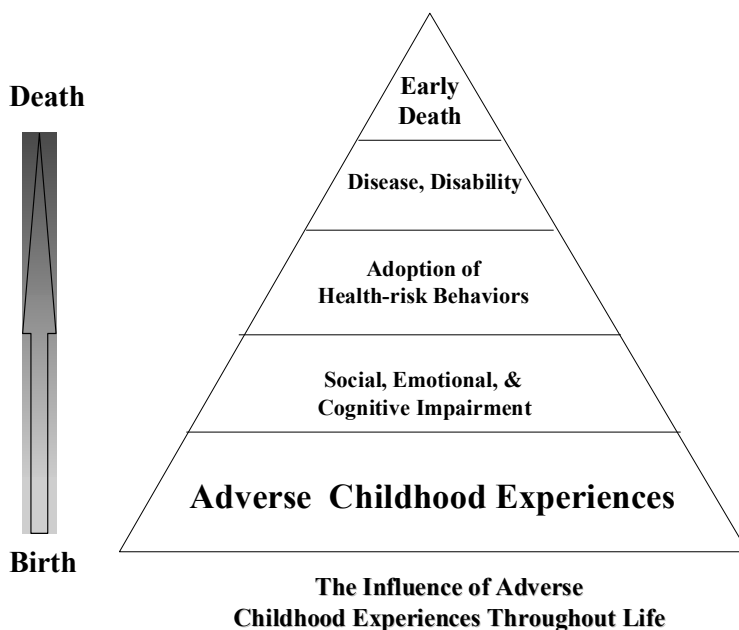 Death
Early
Death
Disease, Disability
Adoption of
Health-risk Behaviors
Social, Emotional, &
Cognitive Impairment
Adverse Childhood Experiences
Birth
The Influence of Adverse
Childhood Experiences Throughout Life